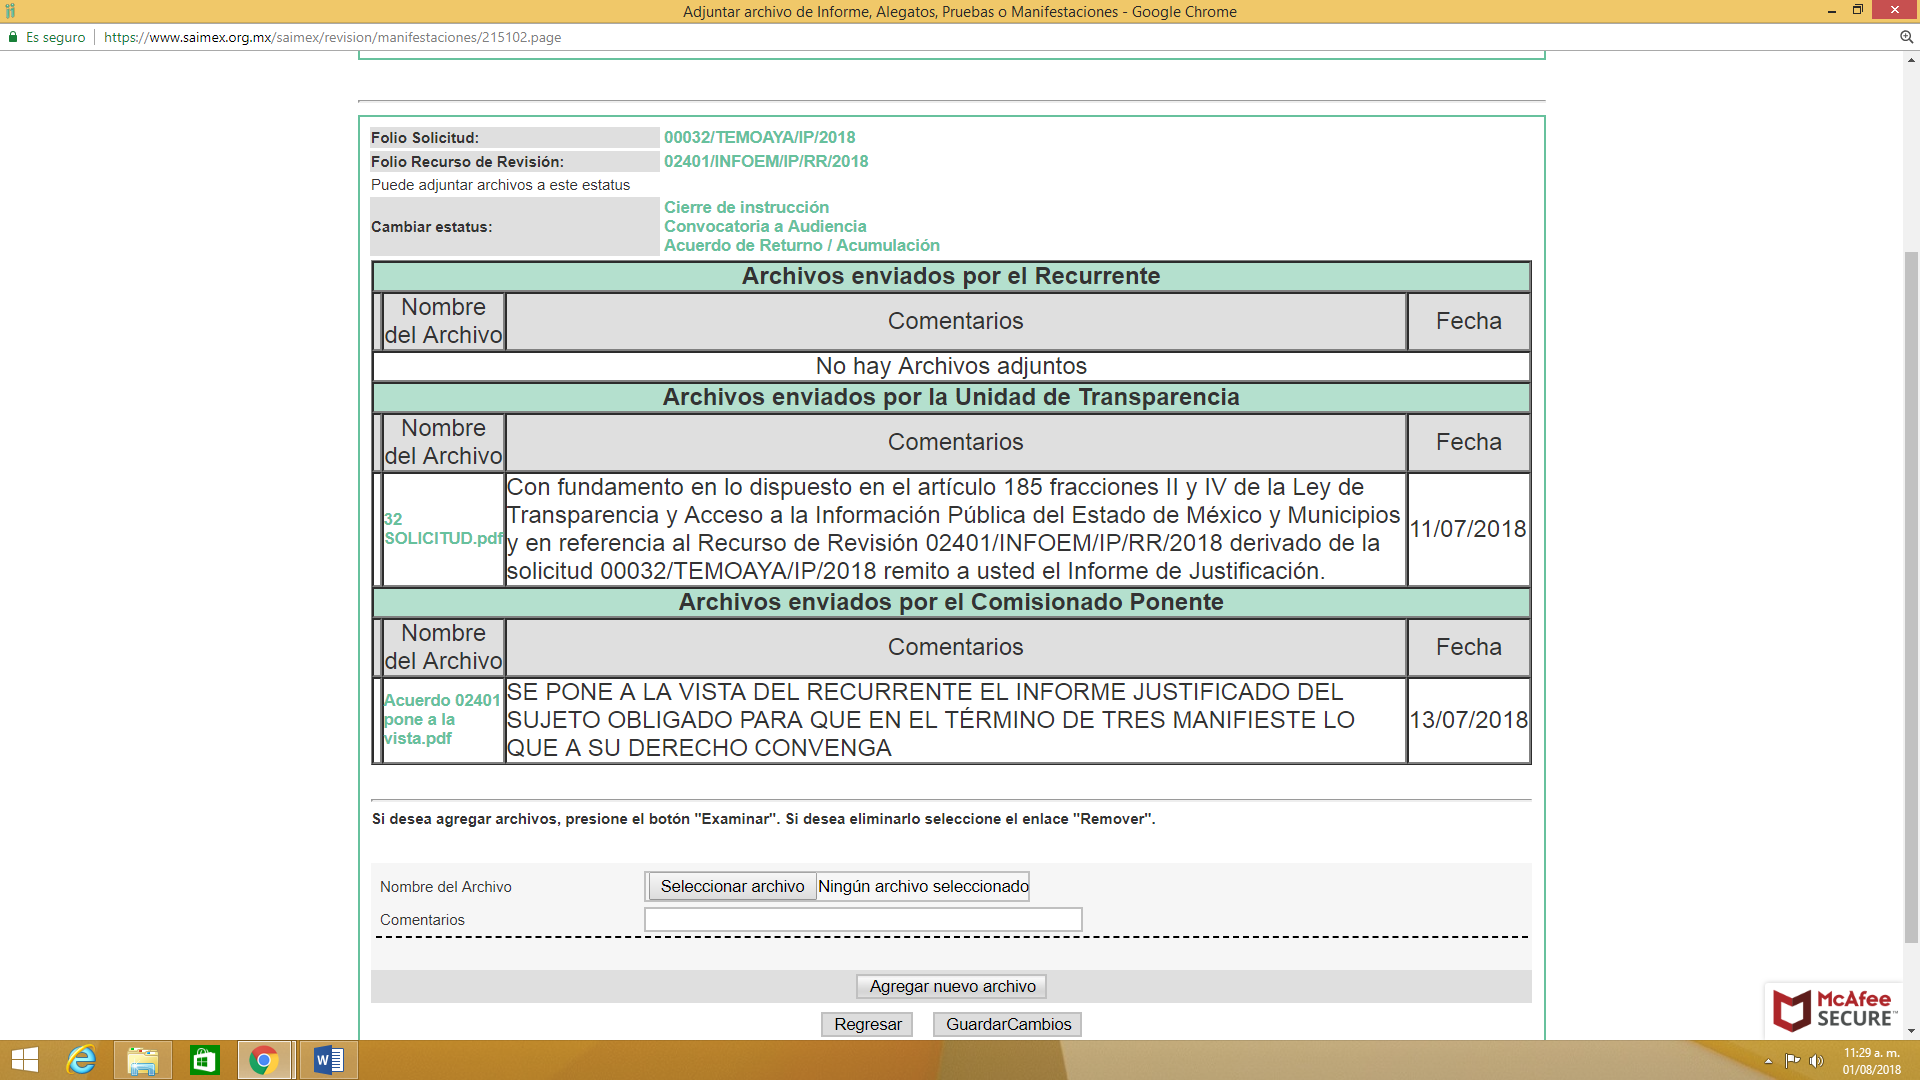 Adjuntar archivo de Informe, Alegatos, Pruebas o Manifestaciones - Google Chrome
Es seguro
https://www.saimex.org.mx/saimex/revision/manifestaciones/215102.page
Folio Solicitud: 00032/TEMOAYA/IP/2018
Folio Recurso de Revisión: 02401/INFOEM/IP/RR/2018
Puede adjuntar archivos a este estatus
Cambiar estatus:
Cierre de instrucción
Convocatoria a Audiencia
Acuerdo de Returno / Acumulación
Archivos enviados por el Recurrente
Nombre
del Archivo
Comentarios
Fecha
No hay Archivos adjuntos
Archivos enviados por la Unidad de Transparencia
Nombre
del Archivo
Comentarios
Fecha
32
SOLICITUD.pdf
Con fundamento en lo dispuesto en el artículo 185 fracciones II y IV de la Ley de
Transparencia y Acceso a la Información Pública del Estado de México y Municipios
y en referencia al Recurso de Revisión 02401/INFOEM/IP/RR/2018 derivado de la
solicitud 00032/TEMOAYA/IP/2018 remito a usted el Informe de Justificación.
11/07/2018
Archivos enviados por el Comisionado Ponente
Nombre
del Archivo
Comentarios
Fecha
Acuerdo 02401
pone a la
vista.pdf
SE PONE A LA VISTA DEL RECURRENTE EL INFORME JUSTIFICADO DEL
SUJETO OBLIGADO PARA QUE EN EL TÉRMINO DE TRES MANIFIESTE LO
QUE A SU DERECHO CONVENGA
13/07/2018
Si desea agregar archivos, presione el botón "Examinar". Si desea eliminarlo seleccione el enlace "Remover".
Nombre del Archivo
Seleccionar archivo
Ningún archivo seleccionado
Comentarios
Agregar nuevo archivo
Regresar
GuardarCambios
McAfee
SECURE™
11:29 a. m.
01/08/2018